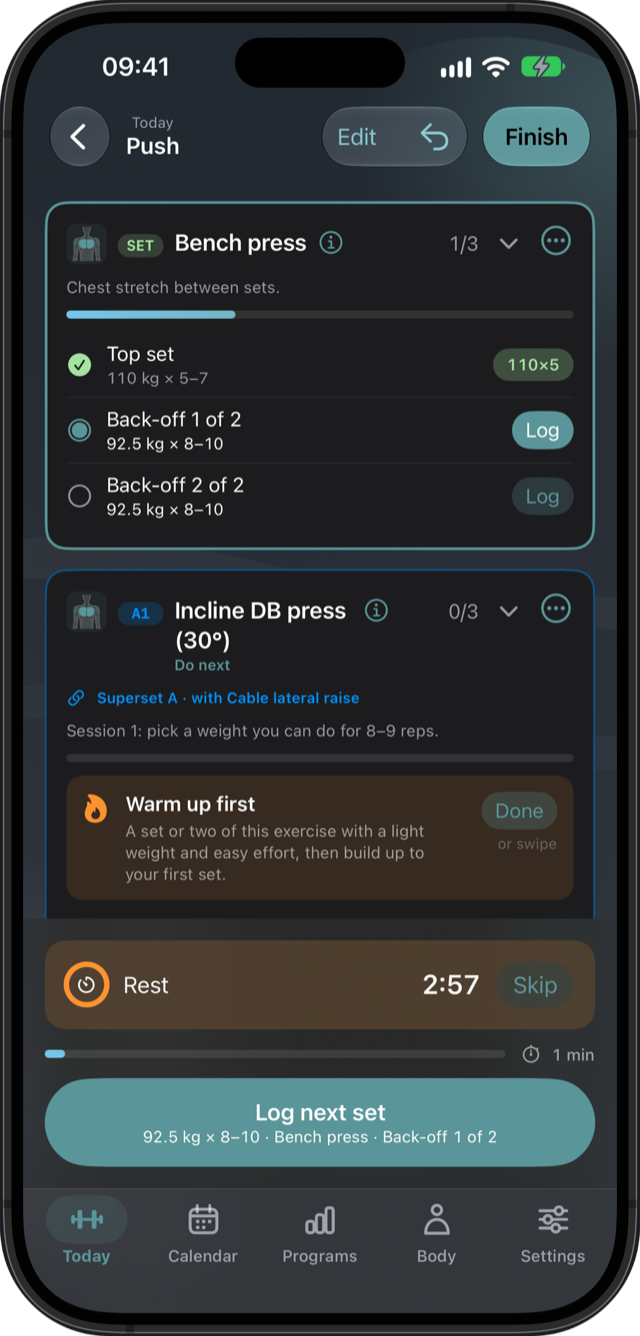 09:41
Today
Push
Edit
Finish
SET
Bench press
1/3
Chest stretch between sets.
Top set
110 kg × 5–7
110×5
Back-off 1 of 2
92.5 kg × 8–10
Log
Back-off 2 of 2
92.5 kg × 8–10
Log
A1
Incline DB press
(30°)
0/3
Do next
Superset A · with Cable lateral raise
Session 1: pick a weight you can do for 8–9 reps.
Warm up first
A set or two of this exercise with a light
weight and easy effort, then build up to
your first set.
Done
or swipe
Rest
2:57
Skip
1 min
Log next set
92.5 kg × 8–10 · Bench press · Back-off 1 of 2
Today
Calendar
Programs
Body
Settings